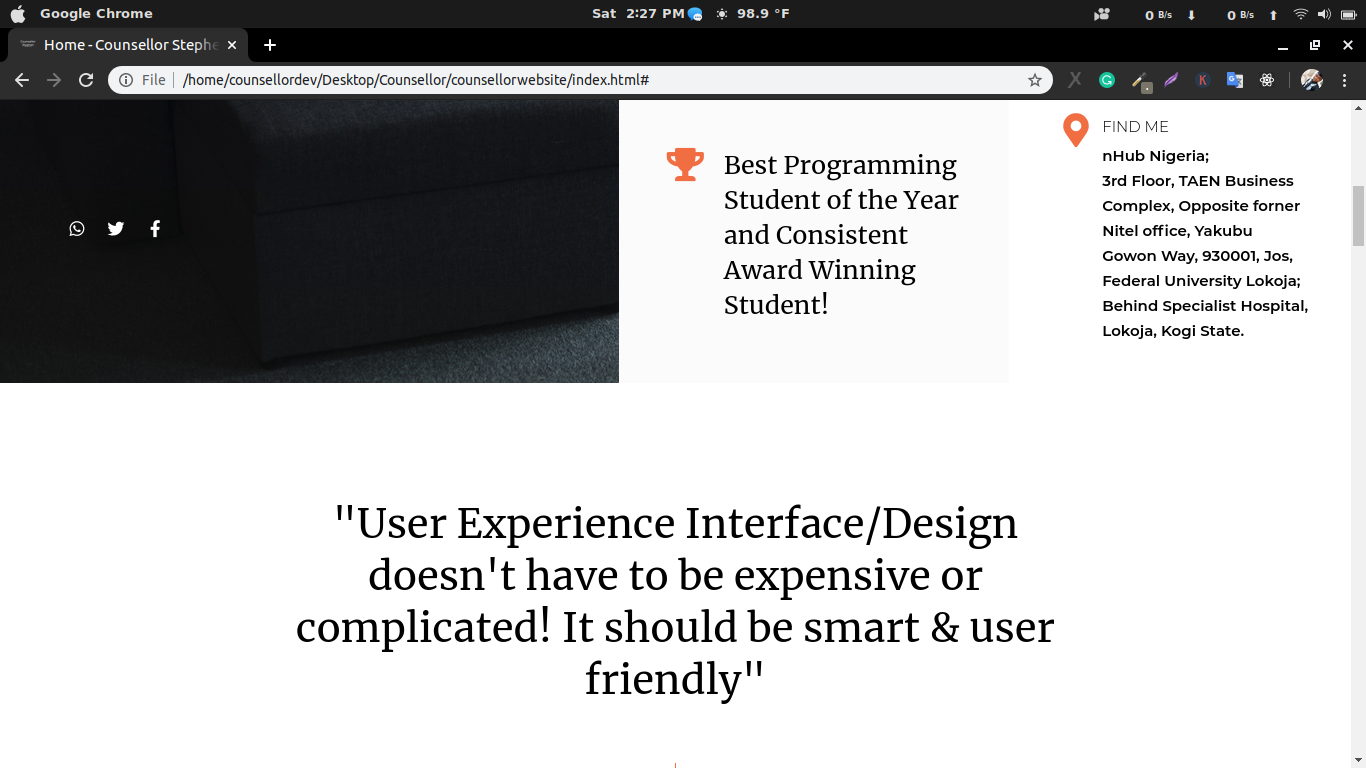 Google Chrome
Sat 2:27 PM 98.9 °F
0 B/s 0 B/s
Home - Counsellor Stephe
File /home/counsellordev/Desktop/Counsellor/counsellorwebsite/index.html#
Best Programming
Student of the Year
and Consistent
Award Winning
Student!
FIND ME
nHub Nigeria;
3rd Floor, TAEN Business
Complex, Opposite forner
Nitel office, Yakubu
Gowon Way, 930001, Jos,
Federal University Lokoja;
Behind Specialist Hospital,
Lokoja, Kogi State.
"User Experience Interface/Design
doesn't have to be expensive or
complicated! It should be smart & user
friendly"